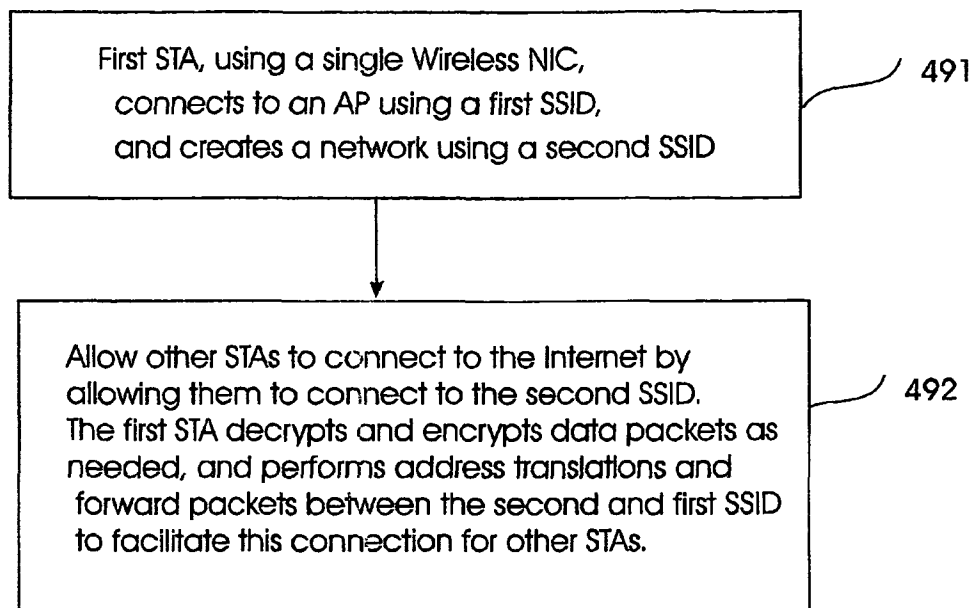 First STA, using a single Wireless NIC,
connects to an AP using a first SSID,
and creates a network using a second SSID
491
Allow other STAs to connect to the Internet by
allowing them to connect to the second SSID.
The first STA decrypts and encrypts data packets as
needed, and performs address translations and
forward packets between the second and first SSID
to facilitate this connection for other STAs.
492